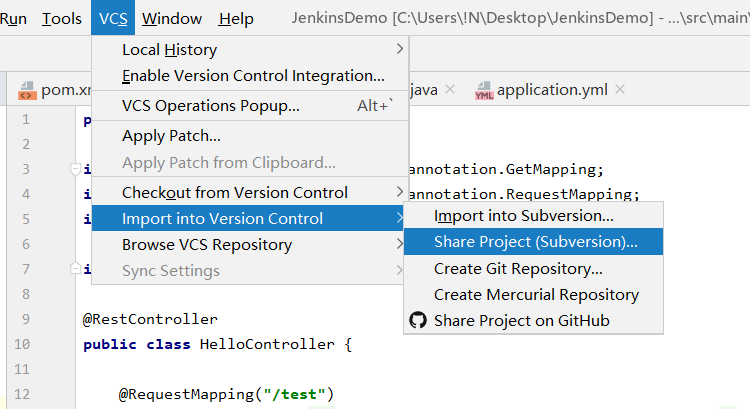 Run Tools VCS Window Help JenkinsDemo [C:\Users\!N\Desktop\JenkinsDemo] - ...\src\main\
Local History
Enable Version Control Integration...
pom.xm java application.yml
VCS Operations Popup... Alt+`
1 p
Apply Patch...
2
Apply Patch from Clipboard...
3 i annotation.GetMapping;
Checkout from Version Control
4 i annotation.RequestMapping;
Import into Version Control
5 i
Import into Subversion...
Browse VCS Repository
6
Share Project (Subversion)...
Sync Settings
7 i
Create Git Repository...
8
Create Mercurial Repository
9 @RestController
Share Project on GitHub
10 public class HelloController {
11
12 @RequestMapping("/test")